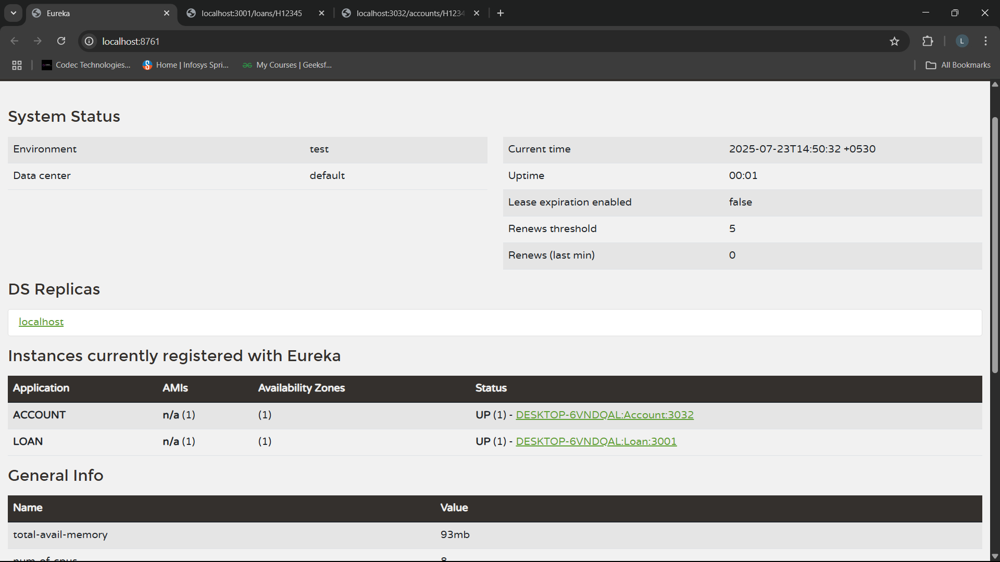 Eureka
localhost:3001/loans/H12345
localhost:3032/accounts/H1234
localhost:8761
L
Codec Technologies...
Home | Infosys Spri...
My Courses | Geeksf...
All Bookmarks
System Status
Environment test
Data center default
Current time 2025-07-23T14:50:32 +0530
Uptime 00:01
Lease expiration enabled false
Renews threshold 5
Renews (last min) 0
DS Replicas
localhost
Instances currently registered with Eureka
Application AMIs Availability Zones Status
ACCOUNT n/a (1) (1) UP (1) - DESKTOP-6VNDQAL:Account:3032
LOAN n/a (1) (1) UP (1) - DESKTOP-6VNDQAL:Loan:3001
General Info
Name Value
total-avail-memory 93mb
num-of-cpus 8